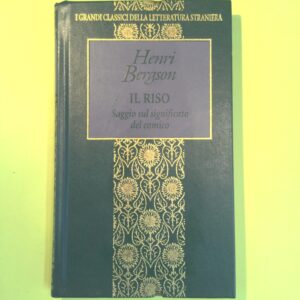 I GRANDI CLASSICI DELLA LETTERATURA STRANIERA
Henri
Bergson
IL RISO
Saggio sul significato
del comico